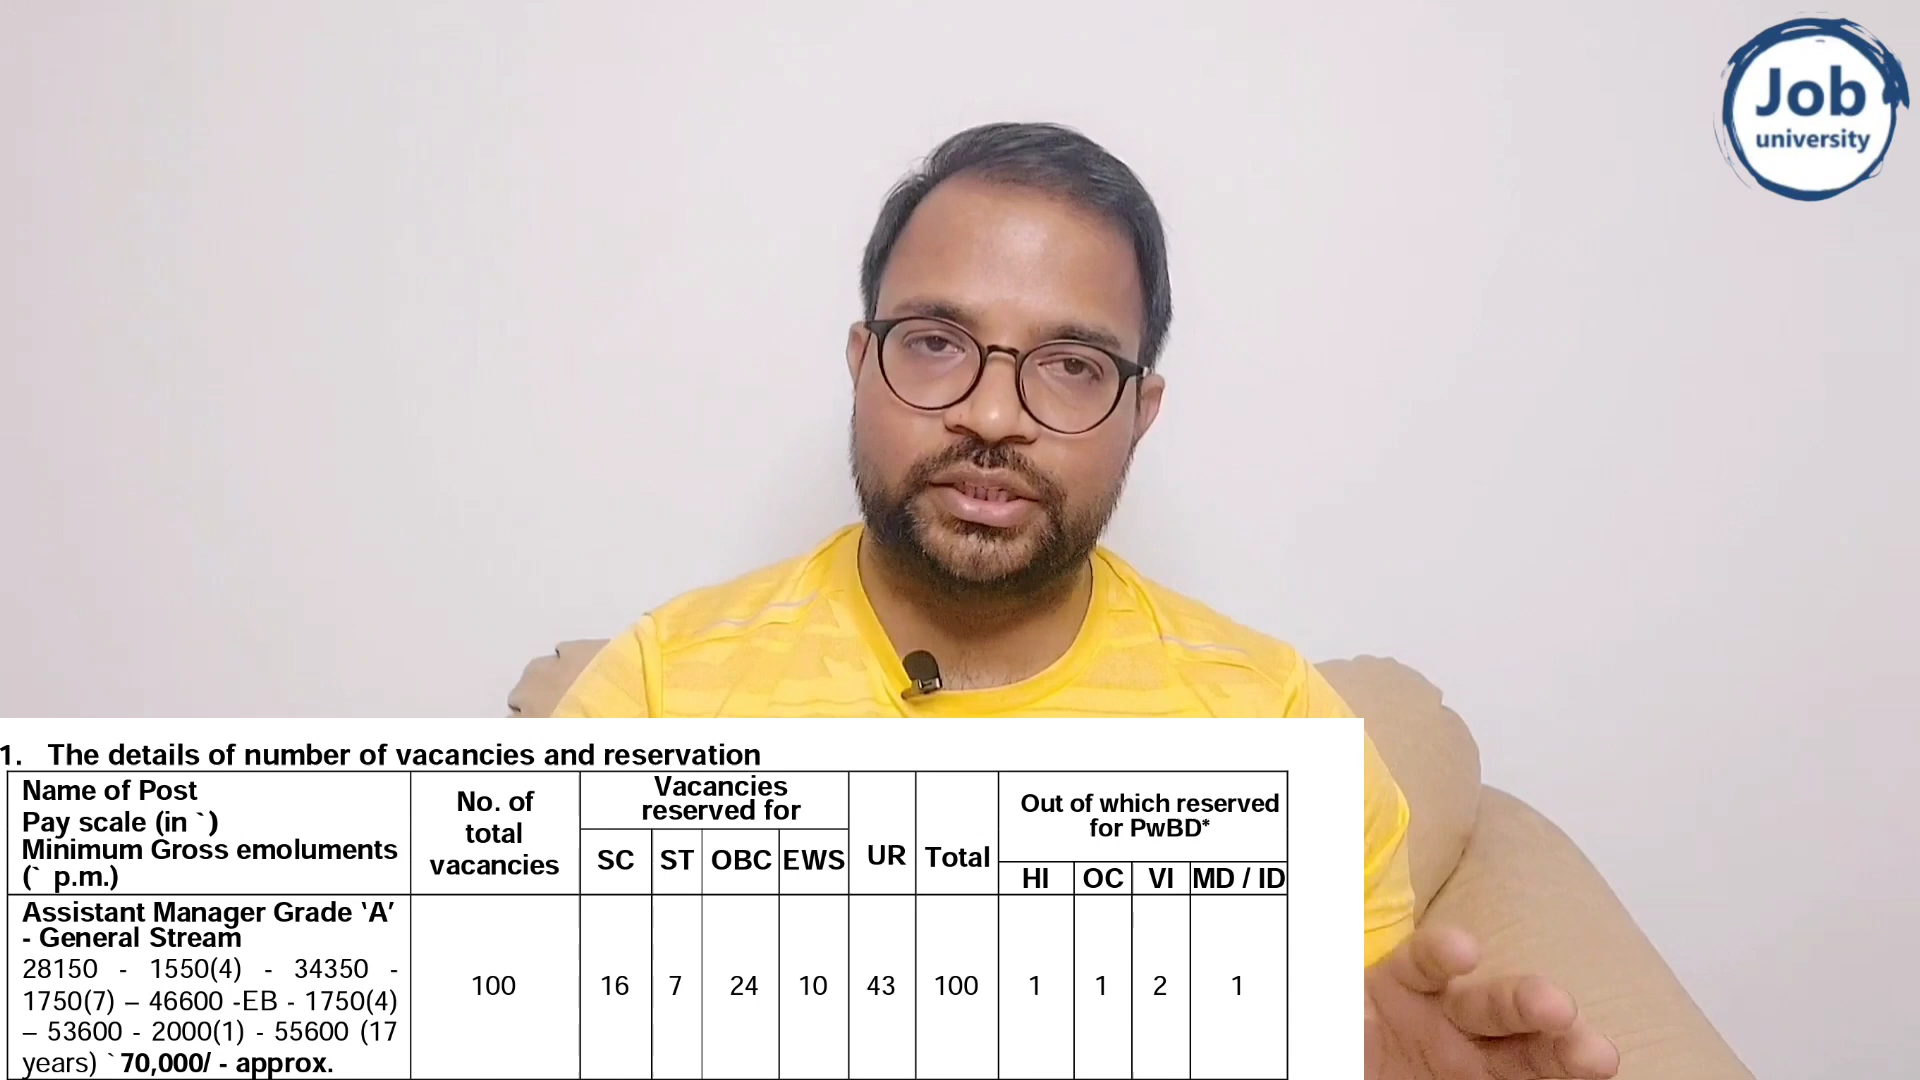 Job
university
1. The details of number of vacancies and reservation
Name of Post
Pay scale (in `)
Minimum Gross emoluments
(` p.m.)
No. of
total
vacancies
Vacancies
reserved for
SC ST OBC EWS
UR
Total
Out of which reserved
for PwBD*
HI OC VI MD / ID
Assistant Manager Grade ‘A’
- General Stream
28150 - 1550(4) - 34350 -
1750(7) – 46600 -EB - 1750(4)
– 53600 - 2000(1) - 55600 (17
years) ` 70,000/ - approx.
100 16 7 24 10 43 100 1 1 2 1